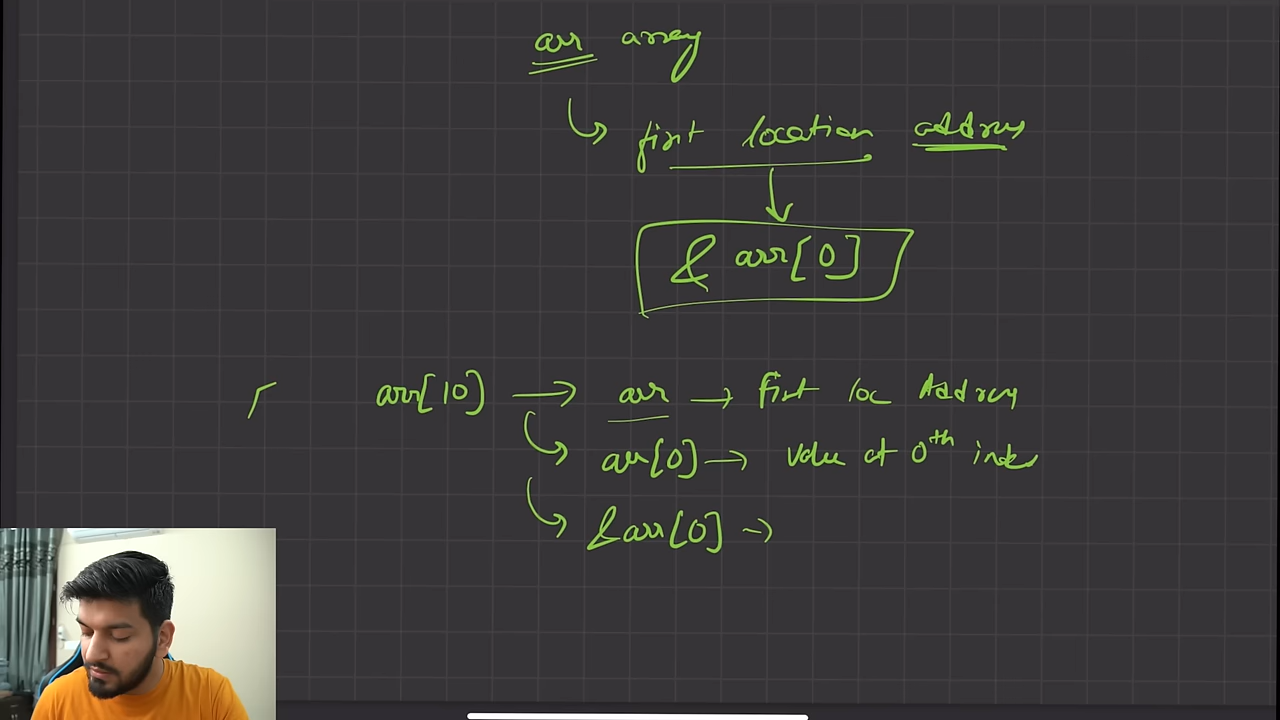 arr array
first location address
& arr[0]
arr[10] → arr → first loc Address
arr[0] → value at 0th index
&arr[0] →